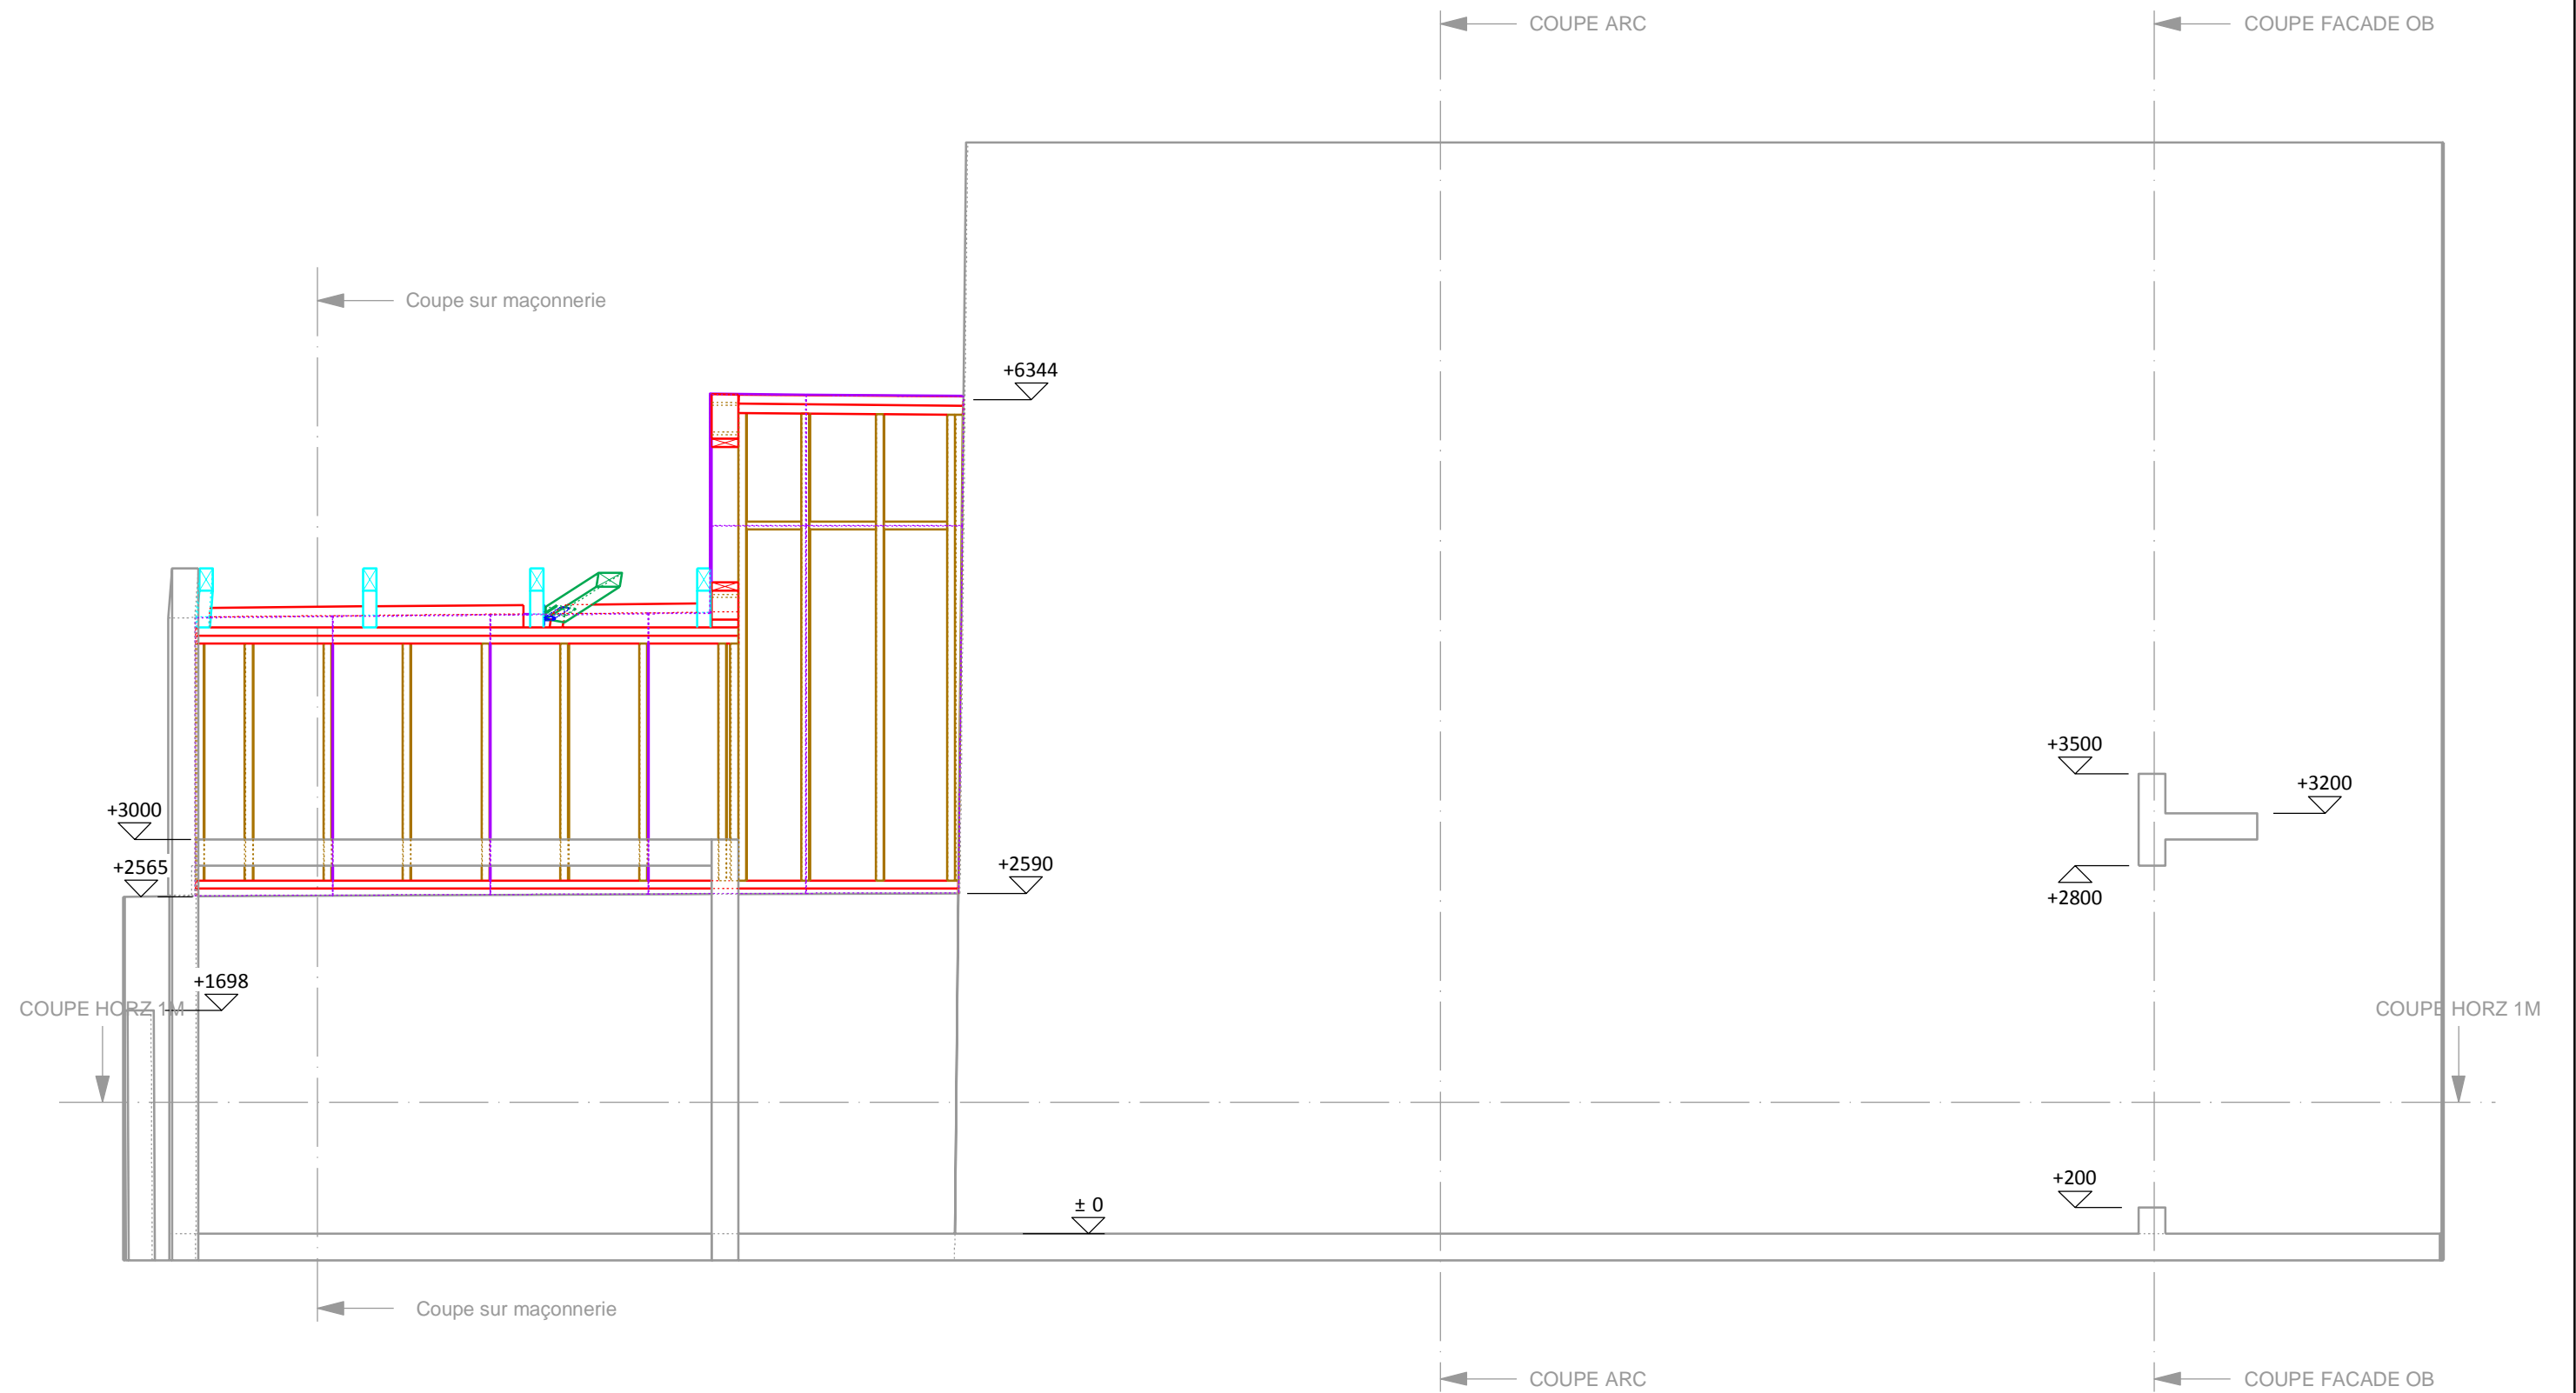 COUPE ARC
COUPE FACADE OB
Coupe sur maçonnerie
+6344
+3500
+3200
+3000
+2565
+2590
+2800
+1698
COUPE HORZ 1M
COUPE HORZ 1M
+200
± 0
Coupe sur maçonnerie
COUPE ARC
COUPE FACADE OB